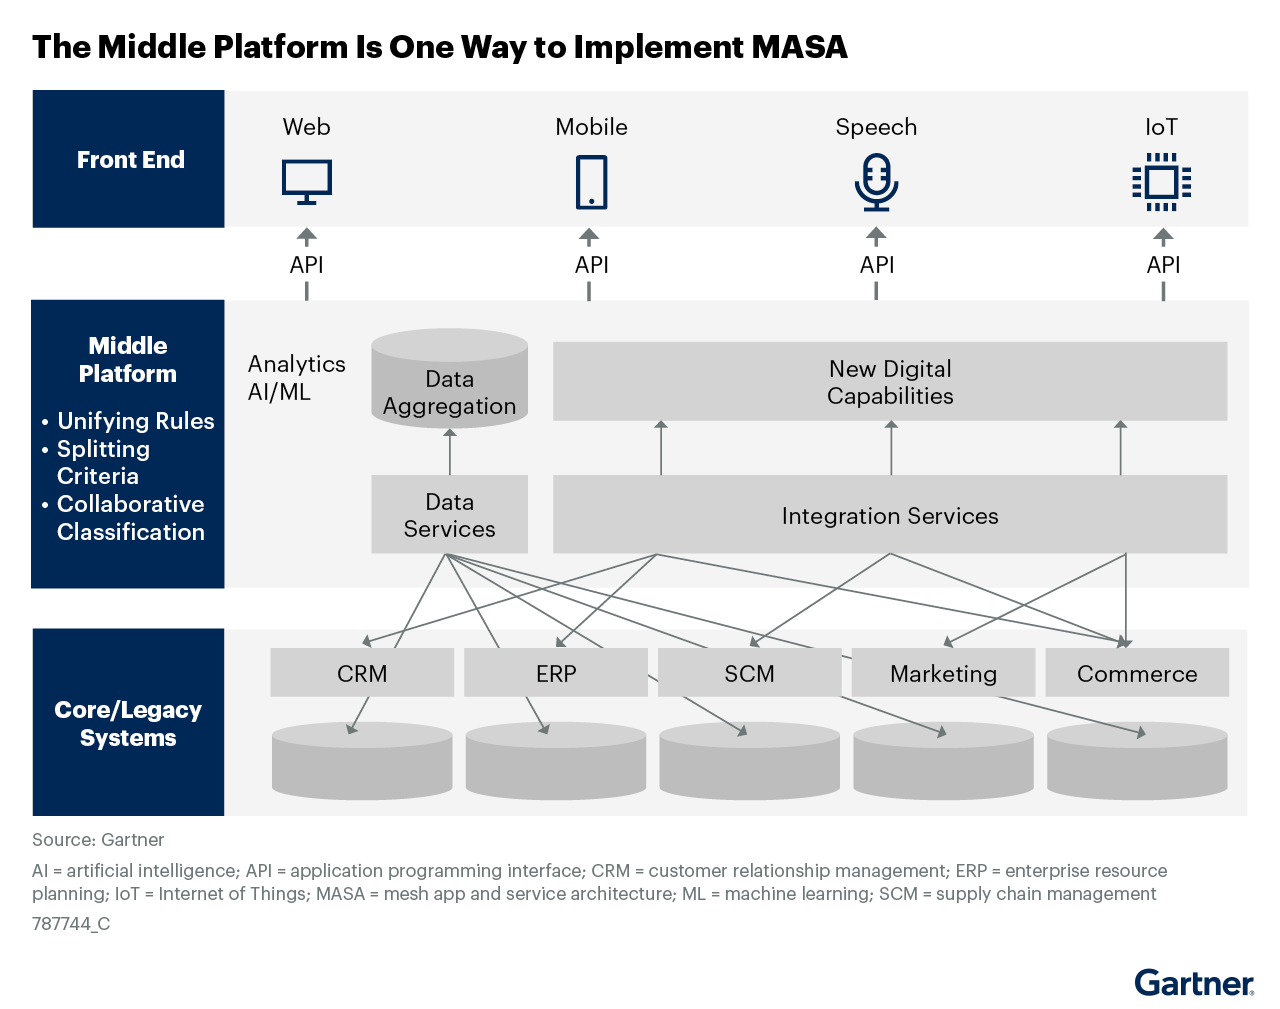 The Middle Platform Is One Way to Implement MASA
Front End
Web
Mobile
Speech
IoT
API
API
API
API
Middle
Platform
• Unifying Rules
• Splitting
Criteria
• Collaborative
Classification
Analytics
AI/ML
Data
Aggregation
New Digital
Capabilities
Data
Services
Integration Services
Core/Legacy
Systems
CRM
ERP
SCM
Marketing
Commerce
Source: Gartner
AI = artificial intelligence; API = application programming interface; CRM = customer relationship management; ERP = enterprise resource
planning; IoT = Internet of Things; MASA = mesh app and service architecture; ML = machine learning; SCM = supply chain management
787744_C
Gartner®